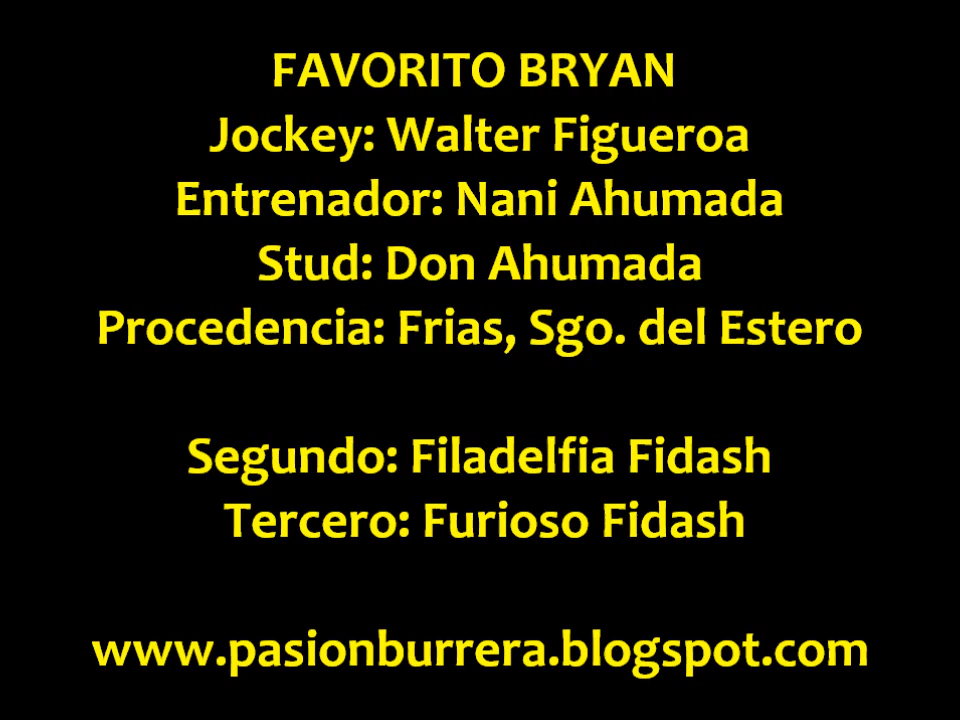 FAVORITO BRYAN
Jockey: Walter Figueroa
Entrenador: Nani Ahumada
Stud: Don Ahumada
Procedencia: Frias, Sgo. del Estero
Segundo: Filadelfia Fidash
Tercero: Furioso Fidash
www.pasionburrera.blogspot.com